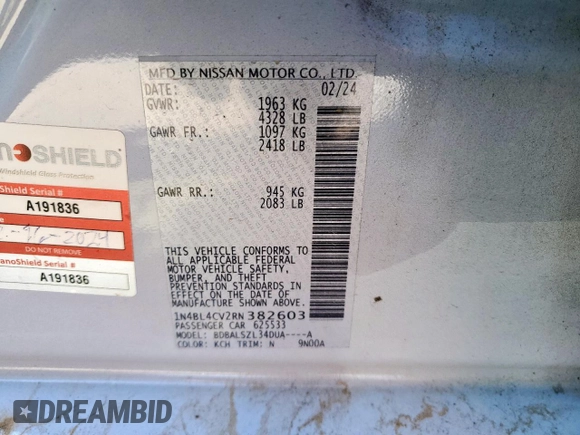 MFD BY NISSAN MOTOR CO., LTD.
DATE: 02/24
GVWR: 1963 KG
4328 LB
GAWR FR.: 1097 KG
2418 LB
GAWR RR.: 945 KG
2083 LB
THIS VEHICLE CONFORMS TO
ALL APPLICABLE FEDERAL
MOTOR VEHICLE SAFETY,
BUMPER, AND THEFT
PREVENTION STANDARDS IN
EFFECT ON THE DATE OF
MANUFACTURE SHOWN ABOVE.
1N4BL4CV2RN382603
PASSENGER CAR 625533
MODEL: BDBALSZL34DUA----A
COLOR: KCH TRIM: N 9N00A
NOSHIELD
Windshield Glass Protection
Shield Serial #
A191836
2024
DO NOT REMOVE
anoShield Serial #
A191836
DREAMBID